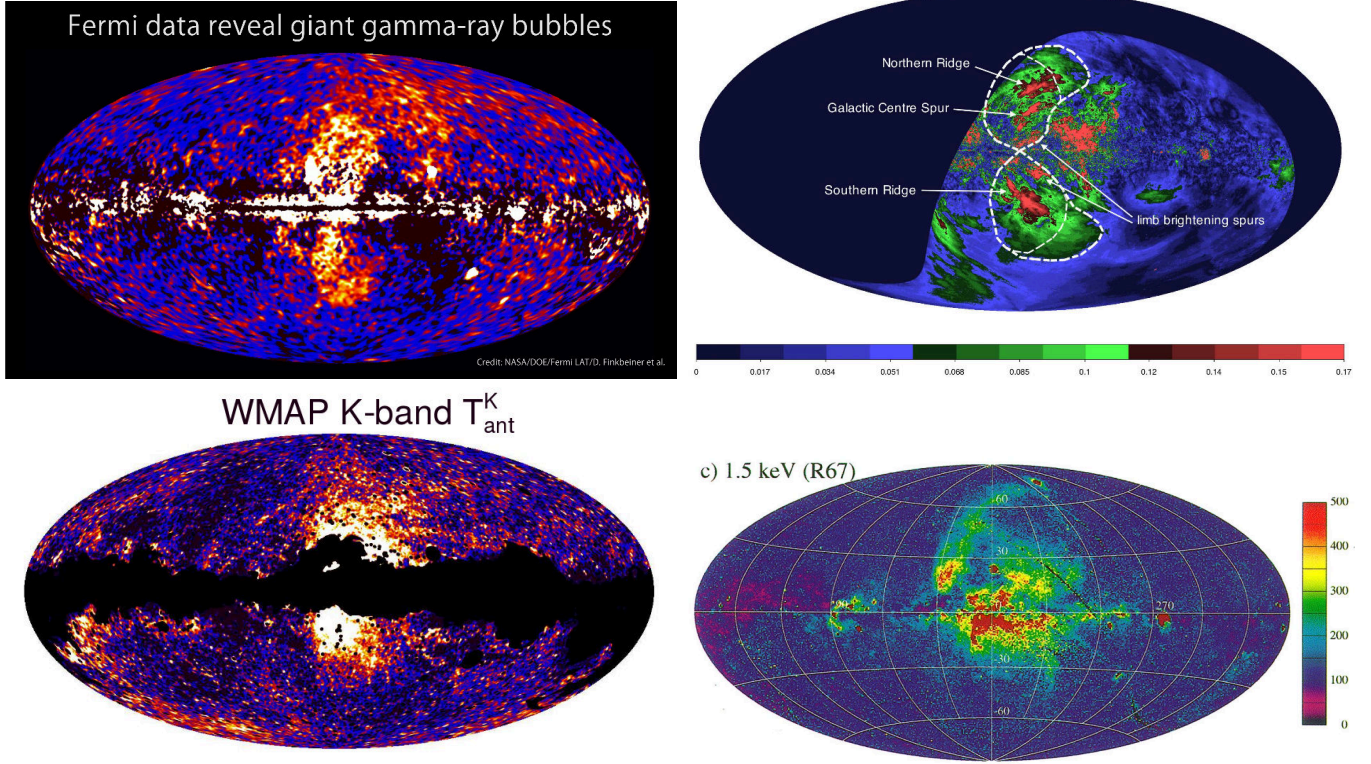 Fermi data reveal giant gamma-ray bubbles
Credit: NASA/DOE/Fermi LAT/D. Finkbeiner et al.
Northern Ridge
Galactic Centre Spur
Southern Ridge
limb brightening spurs
0 0.017 0.034 0.051 0.068 0.085 0.1 0.12 0.14 0.15 0.17
WMAP K-band T^K_ant
c) 1.5 keV (R67)
60
30
90 0 270
-30
-60
500
400
300
200
100
0